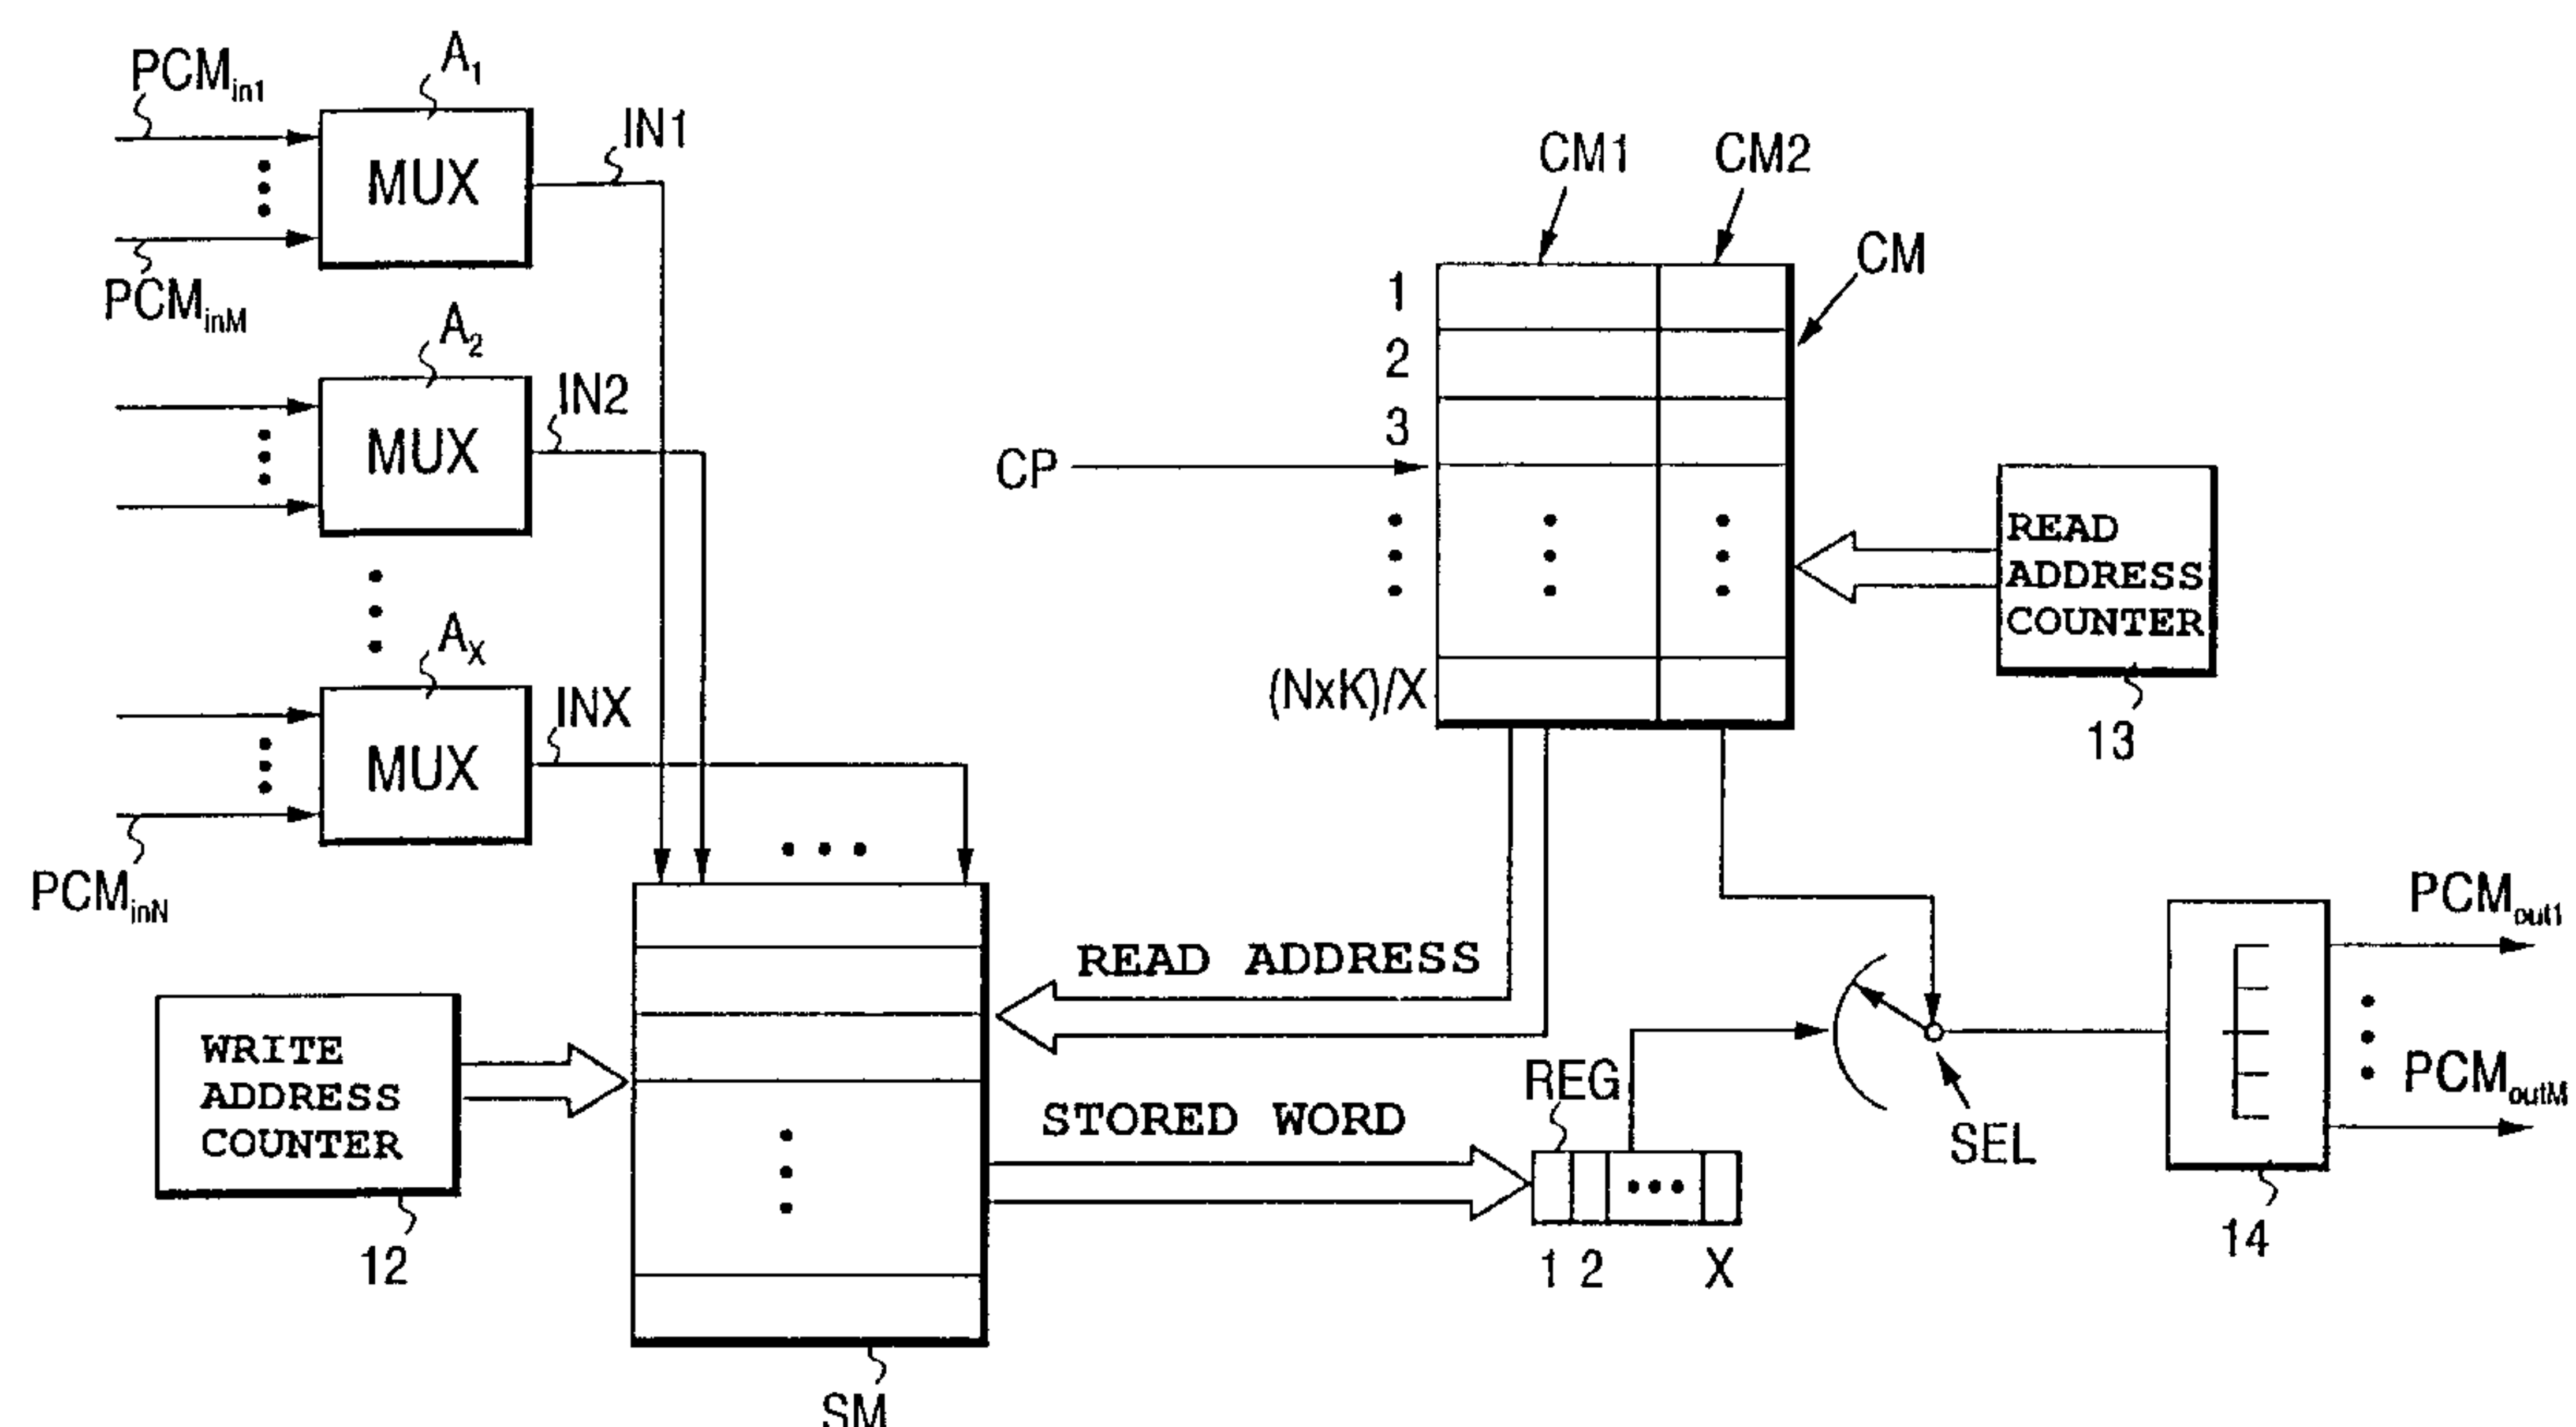 PCMin1
A1
MUX
IN1
PCMinM
A2
MUX
IN2
AX
MUX
INX
PCMinN
CM1
CM2
CM
1
2
3
CP
(NxK)/X
READ
ADDRESS
COUNTER
13
WRITE
ADDRESS
COUNTER
12
SM
READ ADDRESS
STORED WORD
REG
1 2 X
SEL
14
PCMout1
PCMoutM